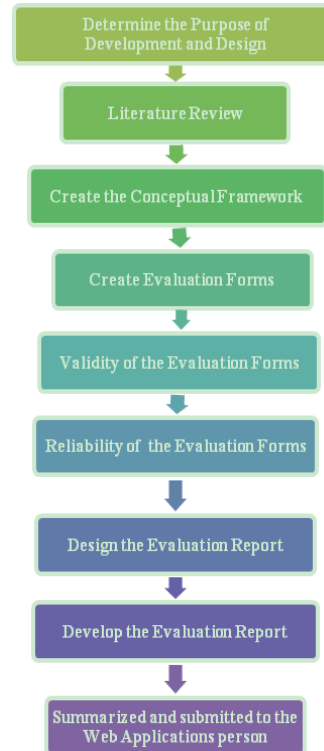 Determine the Purpose of
Development and Design
Literature Review
Create the Conceptual Framework
Create Evaluation Forms
Validity of the Evaluation Forms
Reliability of the Evaluation Forms
Design the Evaluation Report
Develop the Evaluation Report
Summarized and submitted to the
Web Applications person